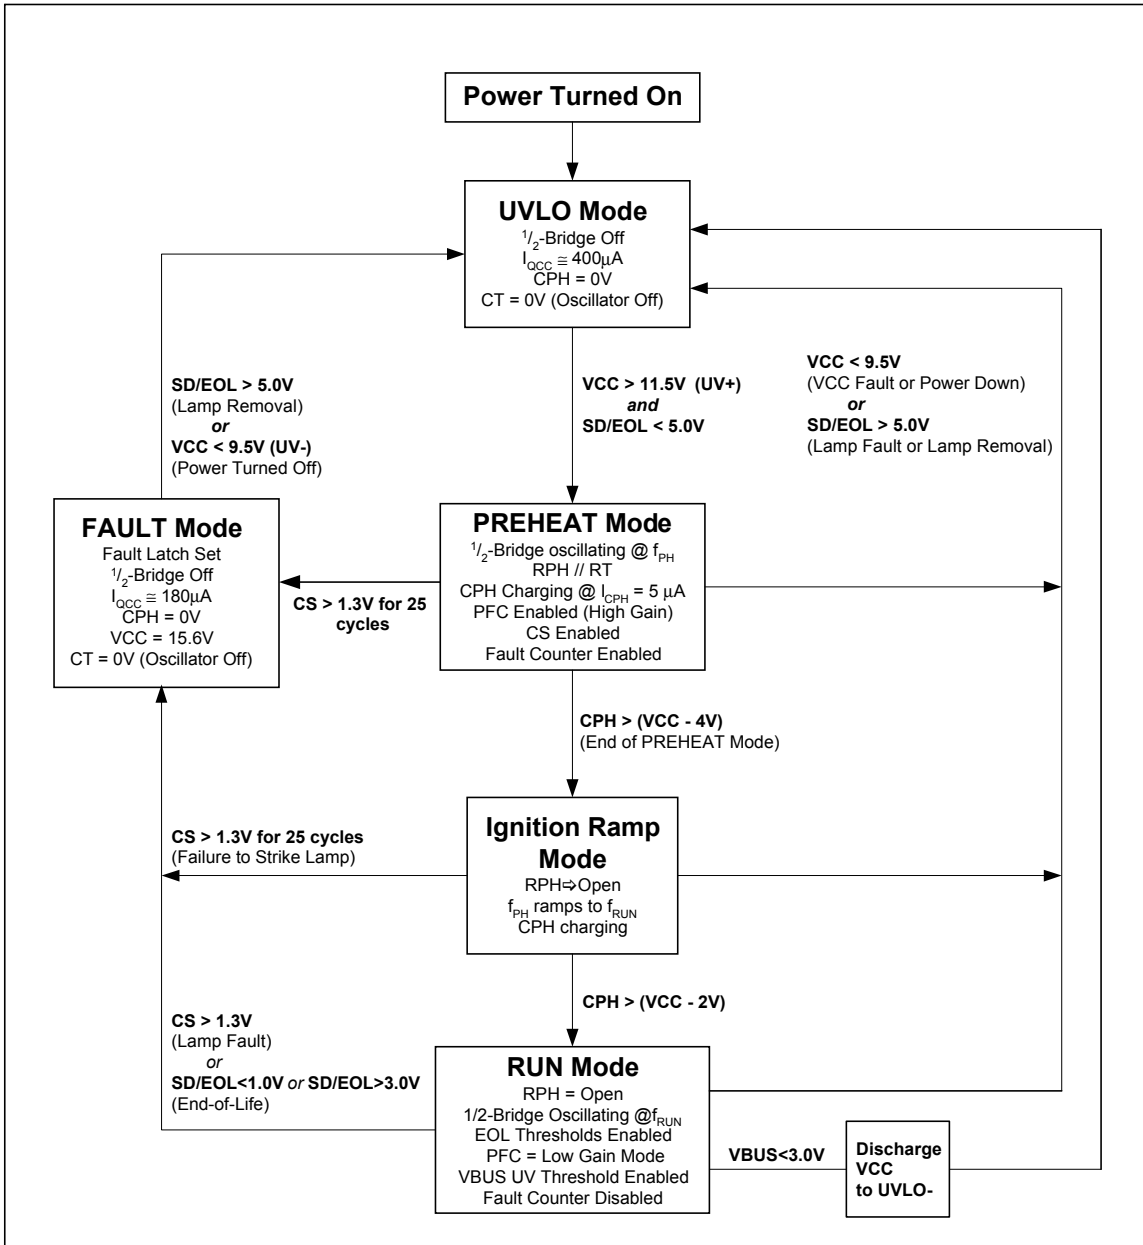 Power Turned On
UVLO Mode
1/2-Bridge Off
IQCC ≅ 400µA
CPH = 0V
CT = 0V (Oscillator Off)
SD/EOL > 5.0V
(Lamp Removal)
or
VCC < 9.5V (UV-)
(Power Turned Off)
VCC > 11.5V (UV+)
and
SD/EOL < 5.0V
VCC < 9.5V
(VCC Fault or Power Down)
or
SD/EOL > 5.0V
(Lamp Fault or Lamp Removal)
FAULT Mode
Fault Latch Set
1/2-Bridge Off
IQCC ≅ 180µA
CPH = 0V
VCC = 15.6V
CT = 0V (Oscillator Off)
CS > 1.3V for 25
cycles
PREHEAT Mode
1/2-Bridge oscillating @ fPH
RPH // RT
CPH Charging @ ICPH = 5 µA
PFC Enabled (High Gain)
CS Enabled
Fault Counter Enabled
CPH > (VCC - 4V)
(End of PREHEAT Mode)
CS > 1.3V for 25 cycles
(Failure to Strike Lamp)
Ignition Ramp
Mode
RPH⇨Open
fPH ramps to fRUN
CPH charging
CPH > (VCC - 2V)
CS > 1.3V
(Lamp Fault)
or
SD/EOL<1.0V or SD/EOL>3.0V
(End-of-Life)
RUN Mode
RPH = Open
1/2-Bridge Oscillating @fRUN
EOL Thresholds Enabled
PFC = Low Gain Mode
VBUS UV Threshold Enabled
Fault Counter Disabled
VBUS<3.0V
Discharge
VCC
to UVLO-